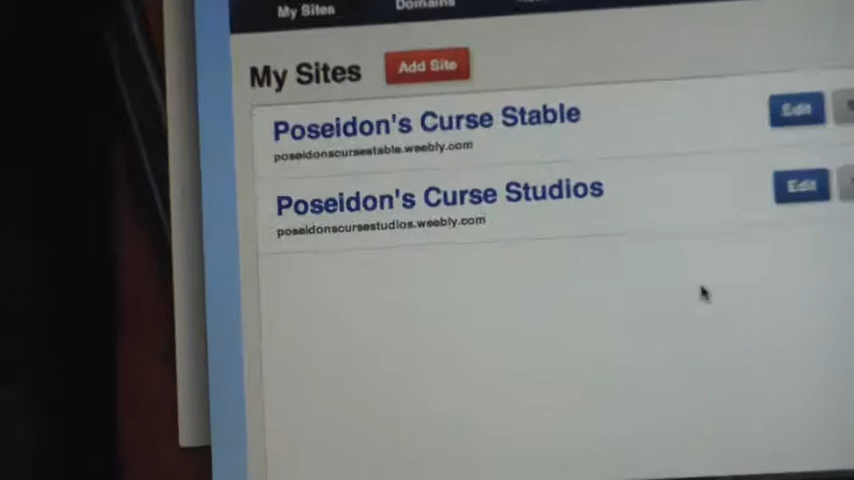 My Sites Domains
My Sites Add Site
Poseidon's Curse Stable Edit
poseidonscursestable.weebly.com
Poseidon's Curse Studios Edit
poseidonscursestudios.weebly.com